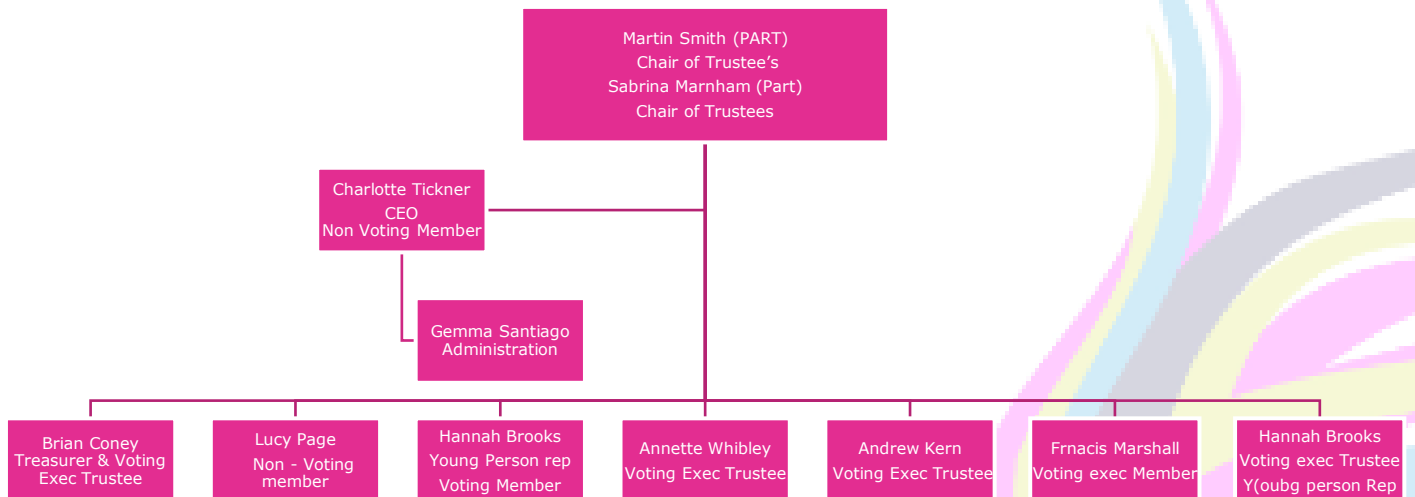 Martin Smith (PART)
Chair of Trustee's
Sabrina Marnham (Part)
Chair of Trustees
Charlotte Tickner
CEO
Non Voting Member
Gemma Santiago
Administration
Brian Coney
Treasurer & Voting
Exec Trustee
Lucy Page
Non - Voting
member
Hannah Brooks
Young Person rep
Voting Member
Annette Whibley
Voting Exec Trustee
Andrew Kern
Voting Exec Trustee
Frnacis Marshall
Voting exec Member
Hannah Brooks
Voting exec Trustee
Y(oubg person Rep